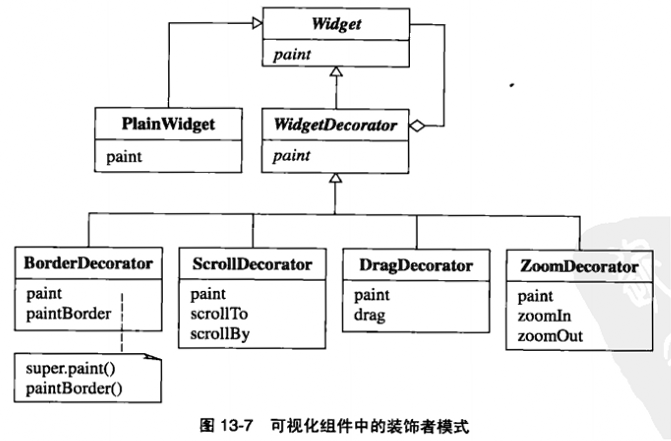 Widget
paint
PlainWidget
paint
WidgetDecorator
paint
BorderDecorator
paint
paintBorder
super.paint()
paintBorder()
ScrollDecorator
paint
scrollTo
scrollBy
DragDecorator
paint
drag
ZoomDecorator
paint
zoomIn
zoomOut
图 13-7 可视化组件中的装饰者模式